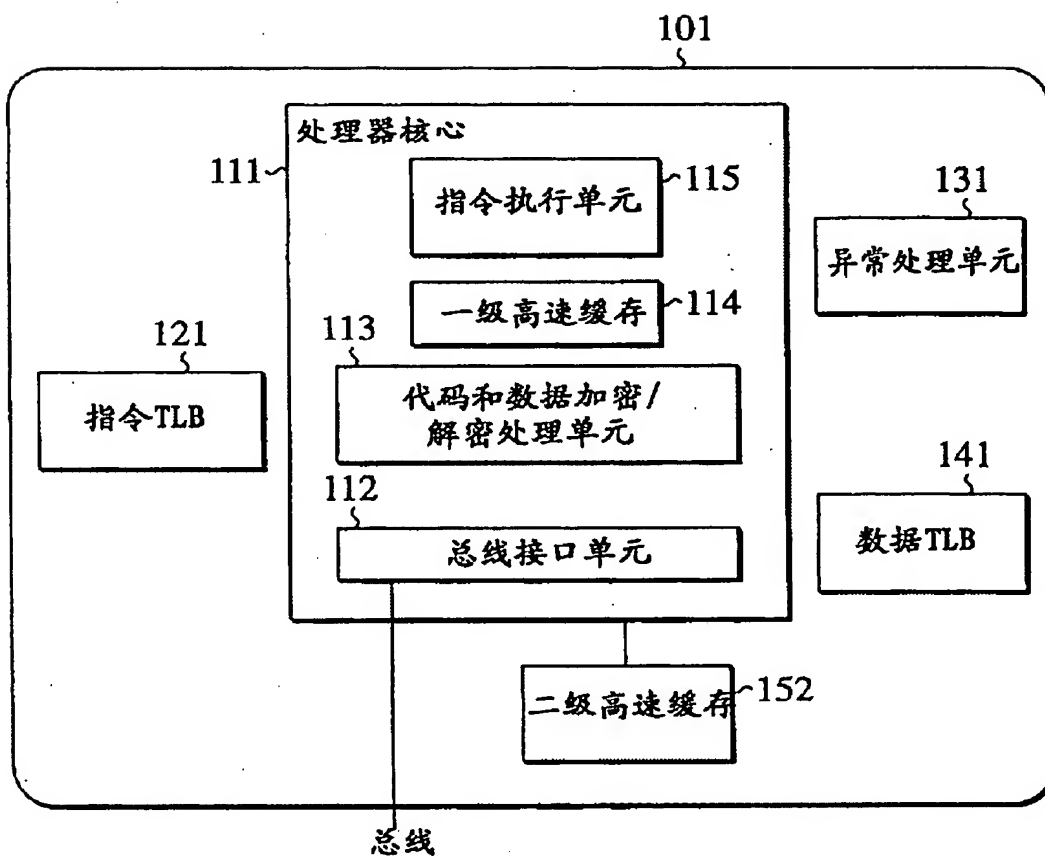 101
处理器核心
111
指令执行单元
115
131
异常处理单元
一级高速缓存
114
121
指令TLB
113
代码和数据加密/
解密处理单元
112
总线接口单元
141
数据TLB
二级高速缓存
152
总线